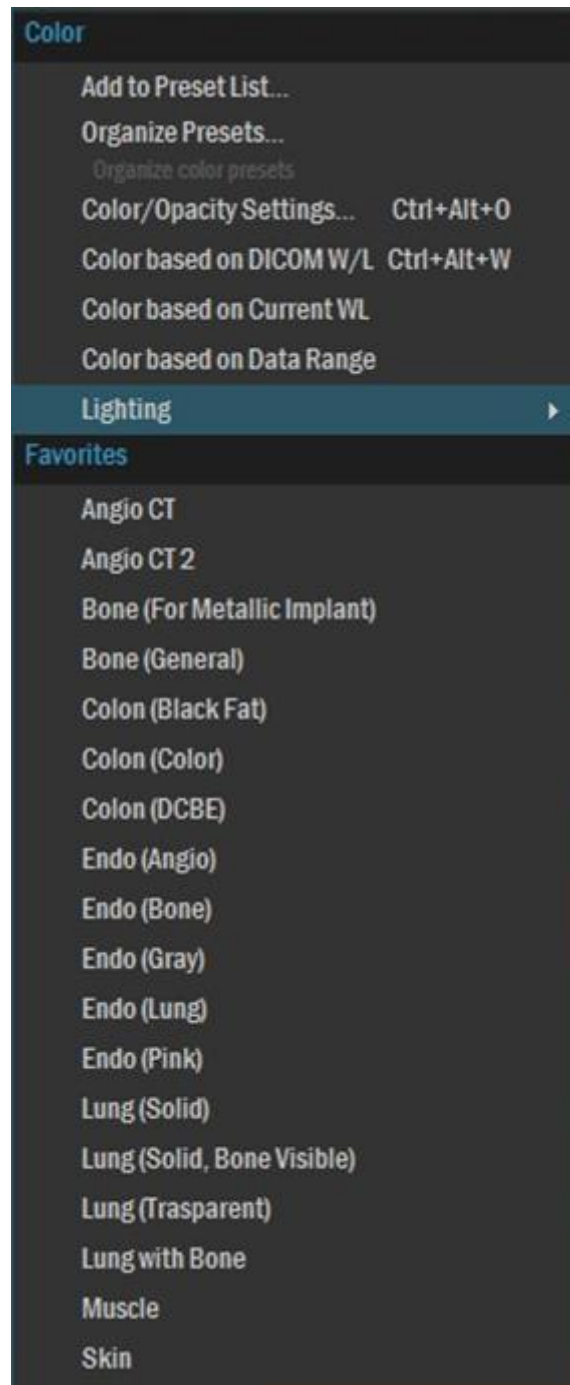 Color
Add to Preset List...
Organize Presets...
Organize color presets
Color/Opacity Settings... Ctrl+Alt+O
Color based on DICOM W/L Ctrl+Alt+W
Color based on Current WL
Color based on Data Range
Lighting
Favorites
Angio CT
Angio CT 2
Bone (For Metallic Implant)
Bone (General)
Colon (Black Fat)
Colon (Color)
Colon (DCBE)
Endo (Angio)
Endo (Bone)
Endo (Gray)
Endo (Lung)
Endo (Pink)
Lung (Solid)
Lung (Solid, Bone Visible)
Lung (Trasparent)
Lung with Bone
Muscle
Skin